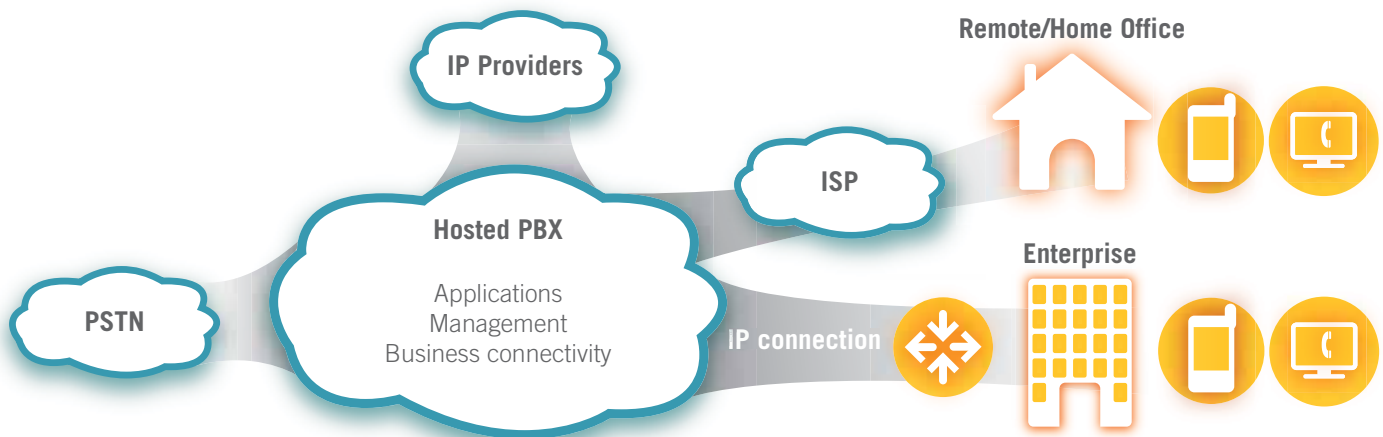 Remote/Home Office
IP Providers
ISP
Hosted PBX
Applications
Management
Business connectivity
Enterprise
PSTN
IP connection